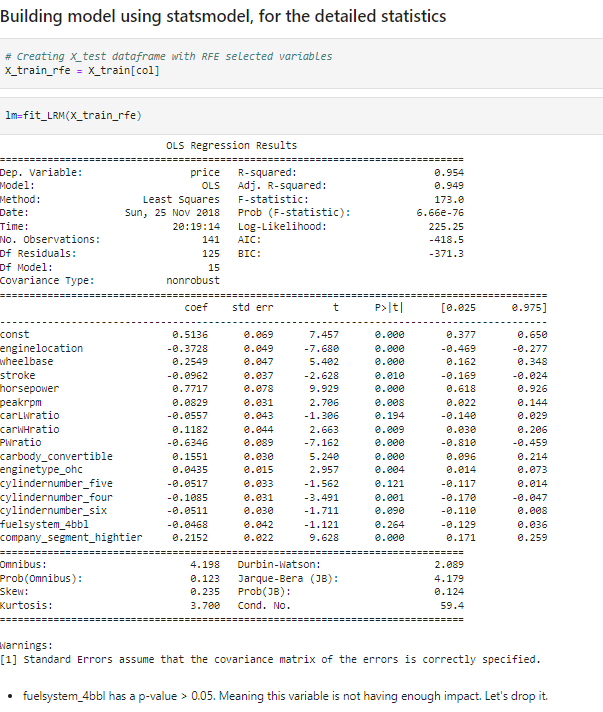 Building model using statsmodel, for the detailed statistics
# Creating X_test dataframe with RFE selected variables
X_train_rfe = X_train[col]
lm=fit_LRM(X_train_rfe)
OLS Regression Results
==============================================================================
Dep. Variable: price R-squared: 0.954
Model: OLS Adj. R-squared: 0.949
Method: Least Squares F-statistic: 173.0
Date: Sun, 25 Nov 2018 Prob (F-statistic): 6.66e-76
Time: 20:19:14 Log-Likelihood: 225.25
No. Observations: 141 AIC: -418.5
Df Residuals: 125 BIC: -371.3
Df Model: 15
Covariance Type: nonrobust
==========================================================================================
coef std err t P>|t| [0.025 0.975]
------------------------------------------------------------------------------------------
const 0.5136 0.069 7.457 0.000 0.377 0.650
enginelocation -0.3728 0.049 -7.680 0.000 -0.469 -0.277
wheelbase 0.2549 0.047 5.402 0.000 0.162 0.348
stroke -0.0962 0.037 -2.628 0.010 -0.169 -0.024
horsepower 0.7717 0.078 9.929 0.000 0.618 0.926
peakrpm 0.0829 0.031 2.706 0.008 0.022 0.144
carLWratio -0.0557 0.043 -1.306 0.194 -0.140 0.029
carWHratio 0.1182 0.044 2.663 0.009 0.030 0.206
PWratio -0.6346 0.089 -7.162 0.000 -0.810 -0.459
carbody_convertible 0.1551 0.030 5.240 0.000 0.096 0.214
enginetype_ohc 0.0435 0.015 2.957 0.004 0.014 0.073
cylindernumber_five -0.0517 0.033 -1.562 0.121 -0.117 0.014
cylindernumber_four -0.1085 0.031 -3.491 0.001 -0.170 -0.047
cylindernumber_six -0.0511 0.030 -1.711 0.090 -0.110 0.008
fuelsystem_4bbl -0.0468 0.042 -1.121 0.264 -0.129 0.036
company_segment_hightier 0.2152 0.022 9.628 0.000 0.171 0.259
==============================================================================
Omnibus: 4.198 Durbin-Watson: 2.089
Prob(Omnibus): 0.123 Jarque-Bera (JB): 4.179
Skew: 0.235 Prob(JB): 0.124
Kurtosis: 3.700 Cond. No. 59.4
==============================================================================
Warnings:
[1] Standard Errors assume that the covariance matrix of the errors is correctly specified.
• fuelsystem_4bbl has a p-value > 0.05. Meaning this variable is not having enough impact. Let's drop it.